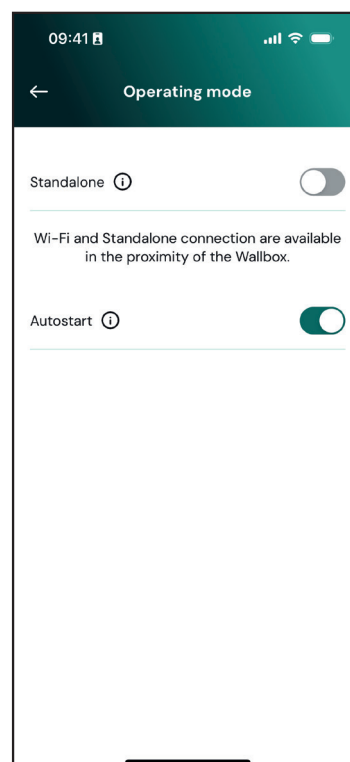 09:41
Operating mode
Standalone
Wi-Fi and Standalone connection are available
in the proximity of the Wallbox.
Autostart